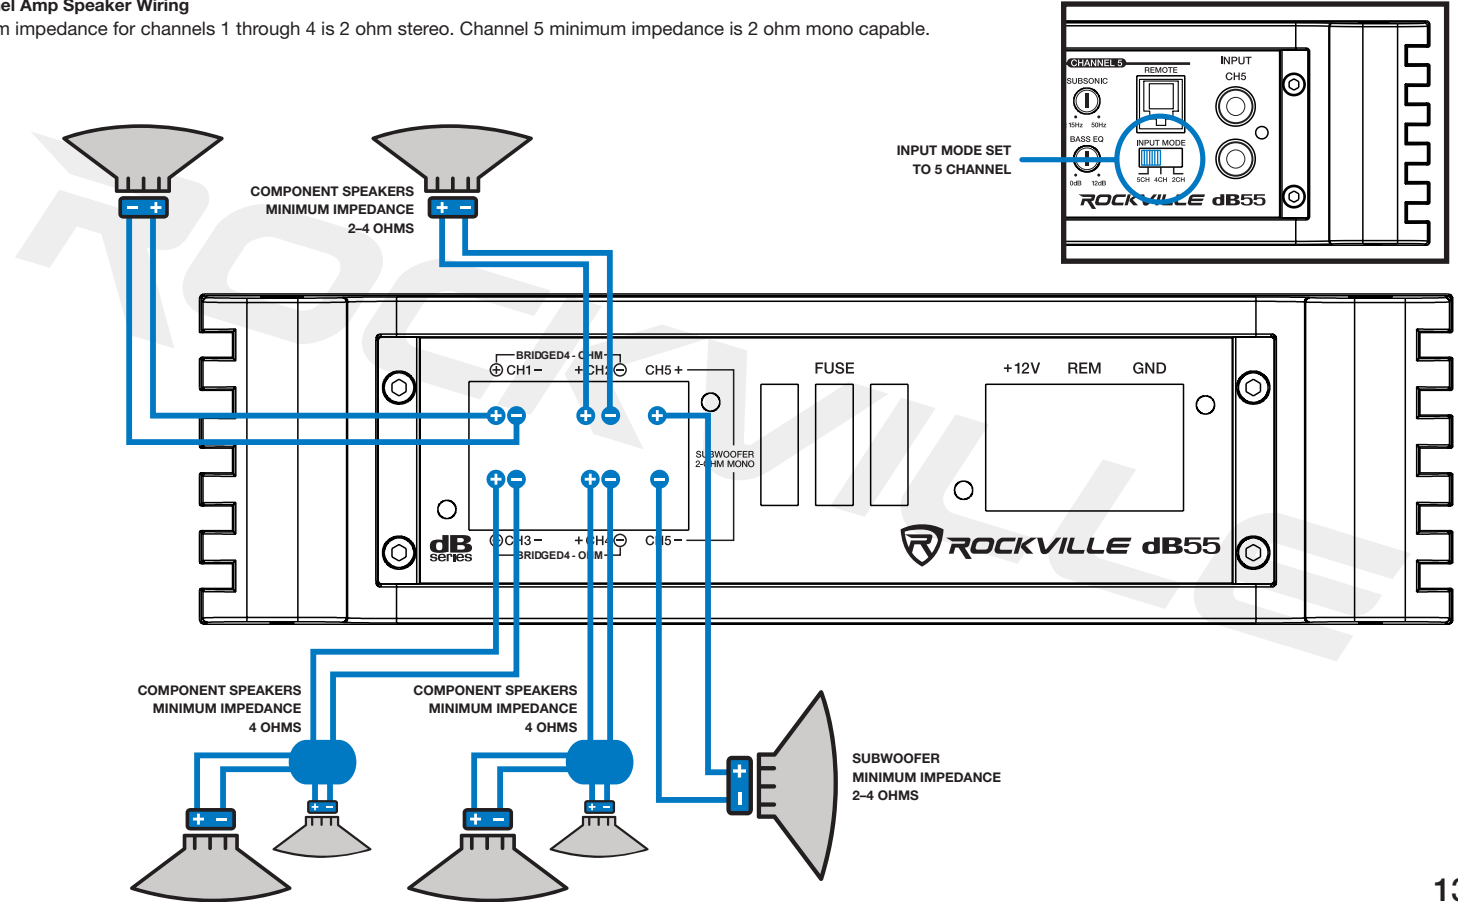 Amp Speaker Wiring
impedance for channels 1 through 4 is 2 ohm stereo. Channel 5 minimum impedance is 2 ohm mono capable.
CHANNEL 5
REMOTE
INPUT
CH5
SUBSONIC
15Hz 50Hz
BASS EQ
INPUT MODE
0dB 12dB
5CH 4CH 2CH
ROCKVILLE dB55
INPUT MODE SET
TO 5 CHANNEL
COMPONENT SPEAKERS
MINIMUM IMPEDANCE
2–4 OHMS
– +
+ –
BRIDGED4 - OHM
⊕ CH1 – + CH2 ⊖ CH5 +
FUSE
+12V REM GND
+ – + – +
SUBWOOFER
2-OHM MONO
+ – + – –
⊕ CH3 – + CH4 ⊖ CH5 –
BRIDGED4 - OHM
dB
series
ROCKVILLE dB55
ROCKVILLE
COMPONENT SPEAKERS
MINIMUM IMPEDANCE
4 OHMS
COMPONENT SPEAKERS
MINIMUM IMPEDANCE
4 OHMS
+ –
+ –
+ –
+ –
+
–
SUBWOOFER
MINIMUM IMPEDANCE
2–4 OHMS